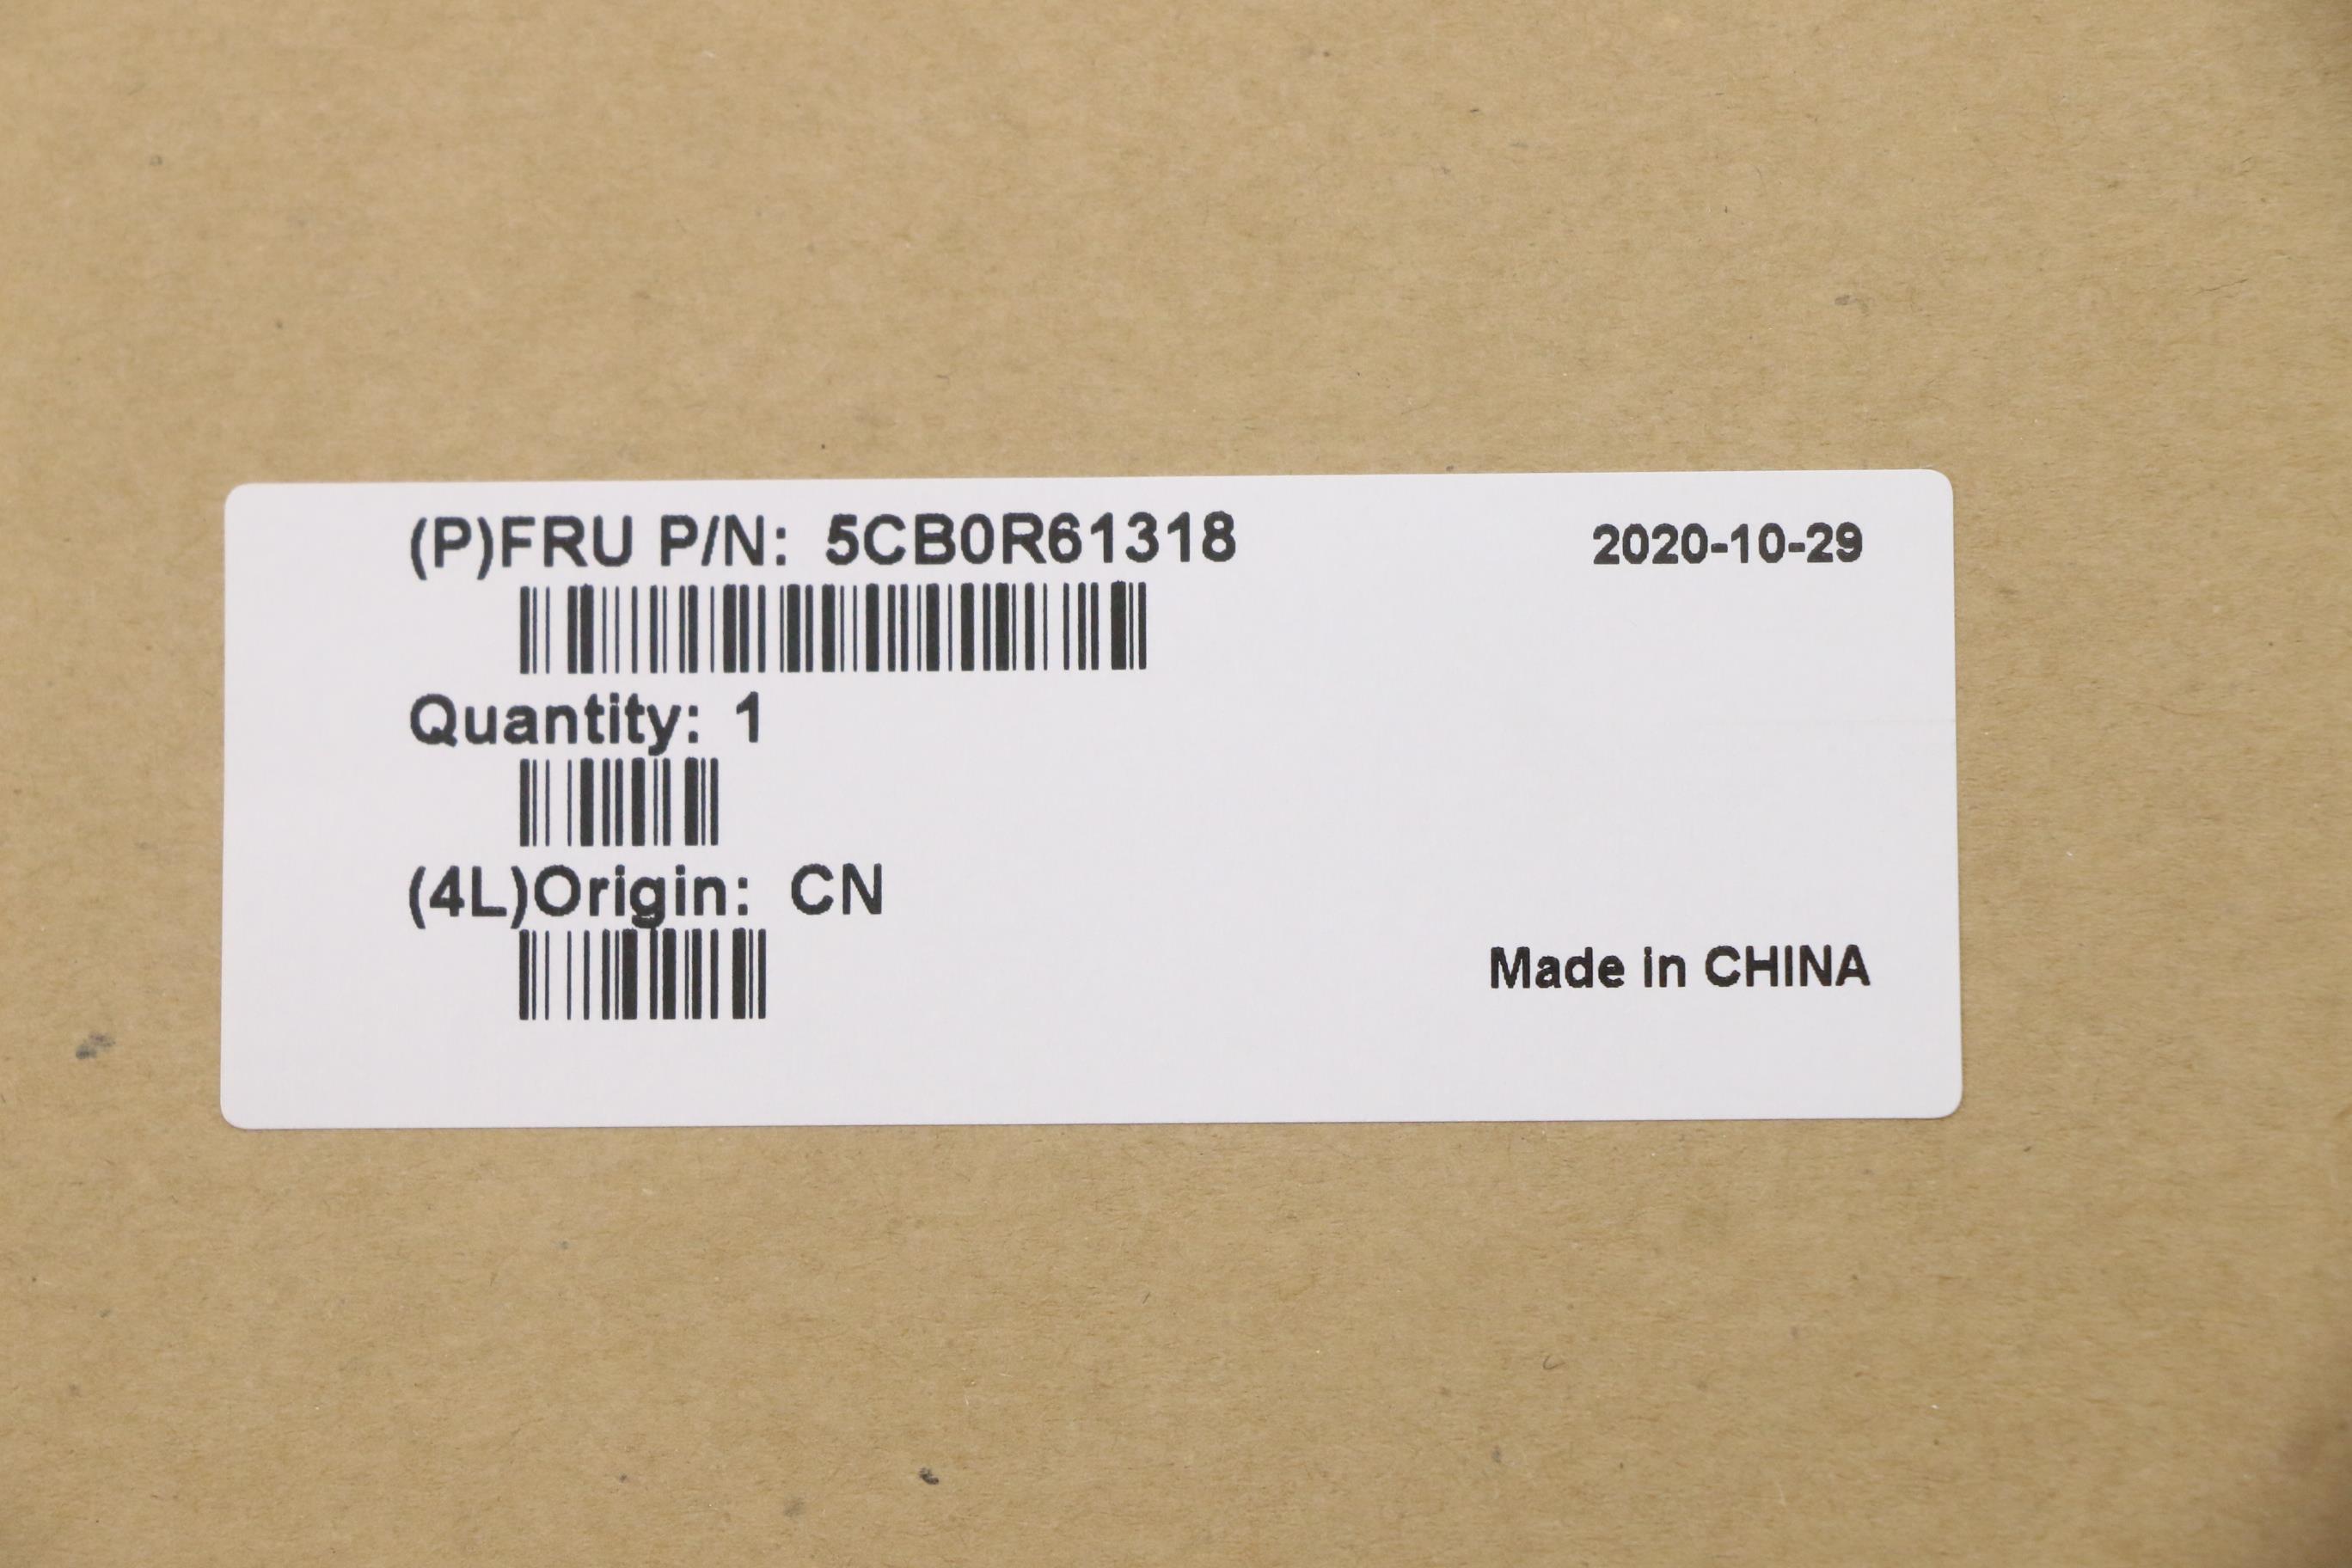 (P)FRU P/N: 5CB0R61318
2020-10-29
Quantity: 1
(4L)Origin: CN
Made in CHINA